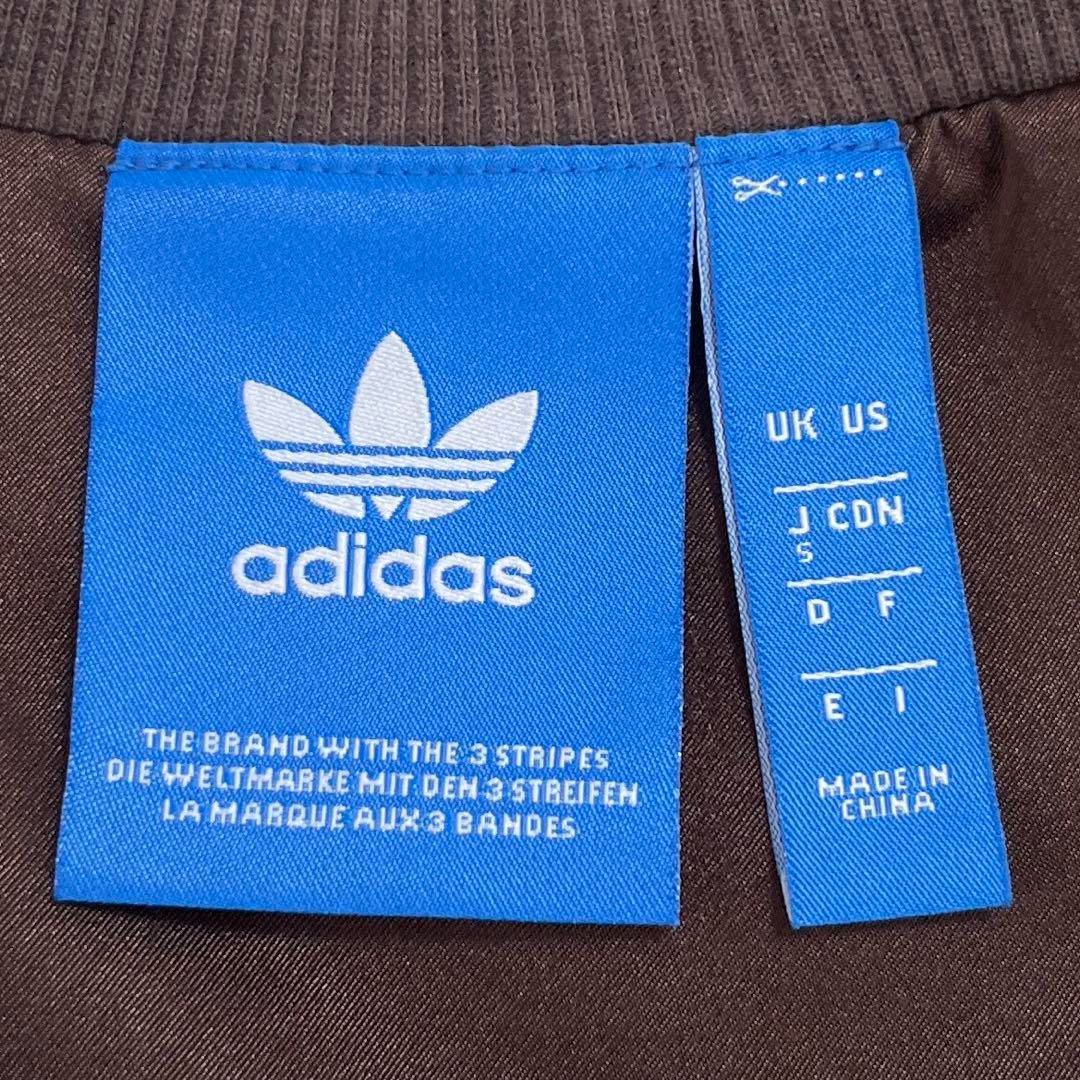 adidas
THE BRAND WITH THE 3 STRIPES
DIE WELTMARKE MIT DEN 3 STREIFEN
LA MARQUE AUX 3 BANDES
UK US
J CDN
S
D F
E I
MADE IN
CHINA